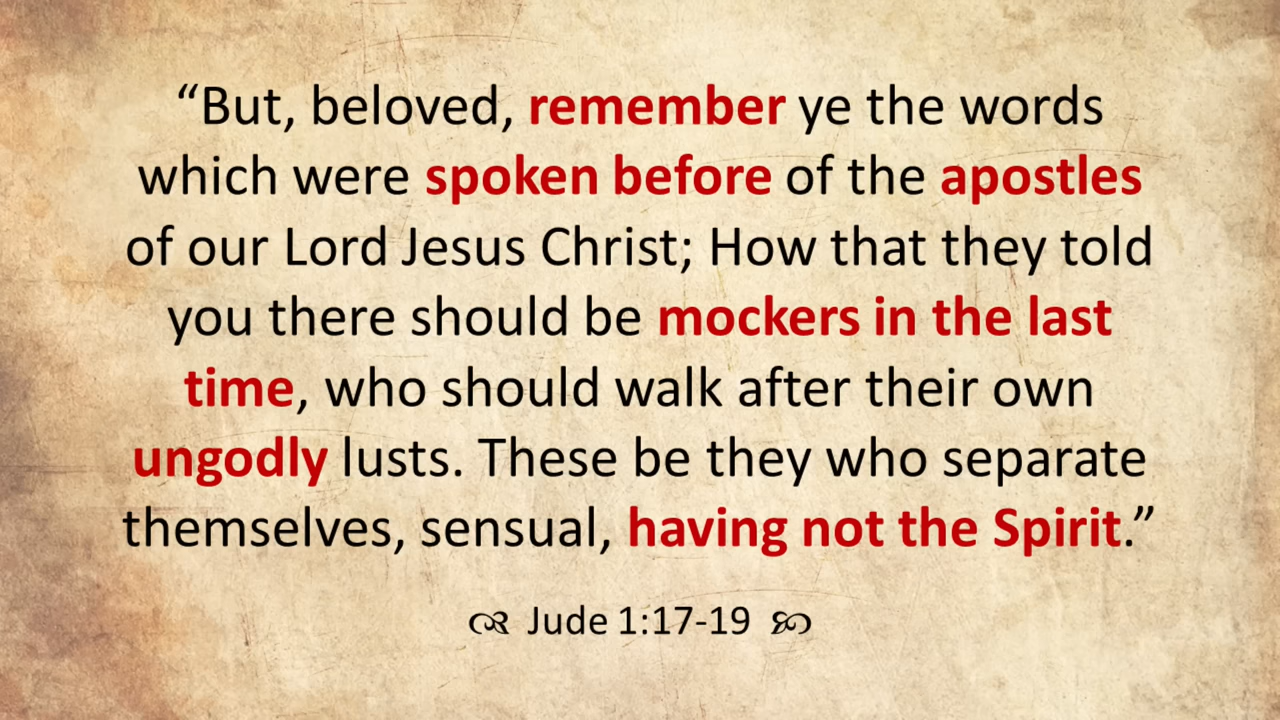 “But, beloved, remember ye the words
which were spoken before of the apostles
of our Lord Jesus Christ; How that they told
you there should be mockers in the last
time, who should walk after their own
ungodly lusts. These be they who separate
themselves, sensual, having not the Spirit.”
Jude 1:17-19